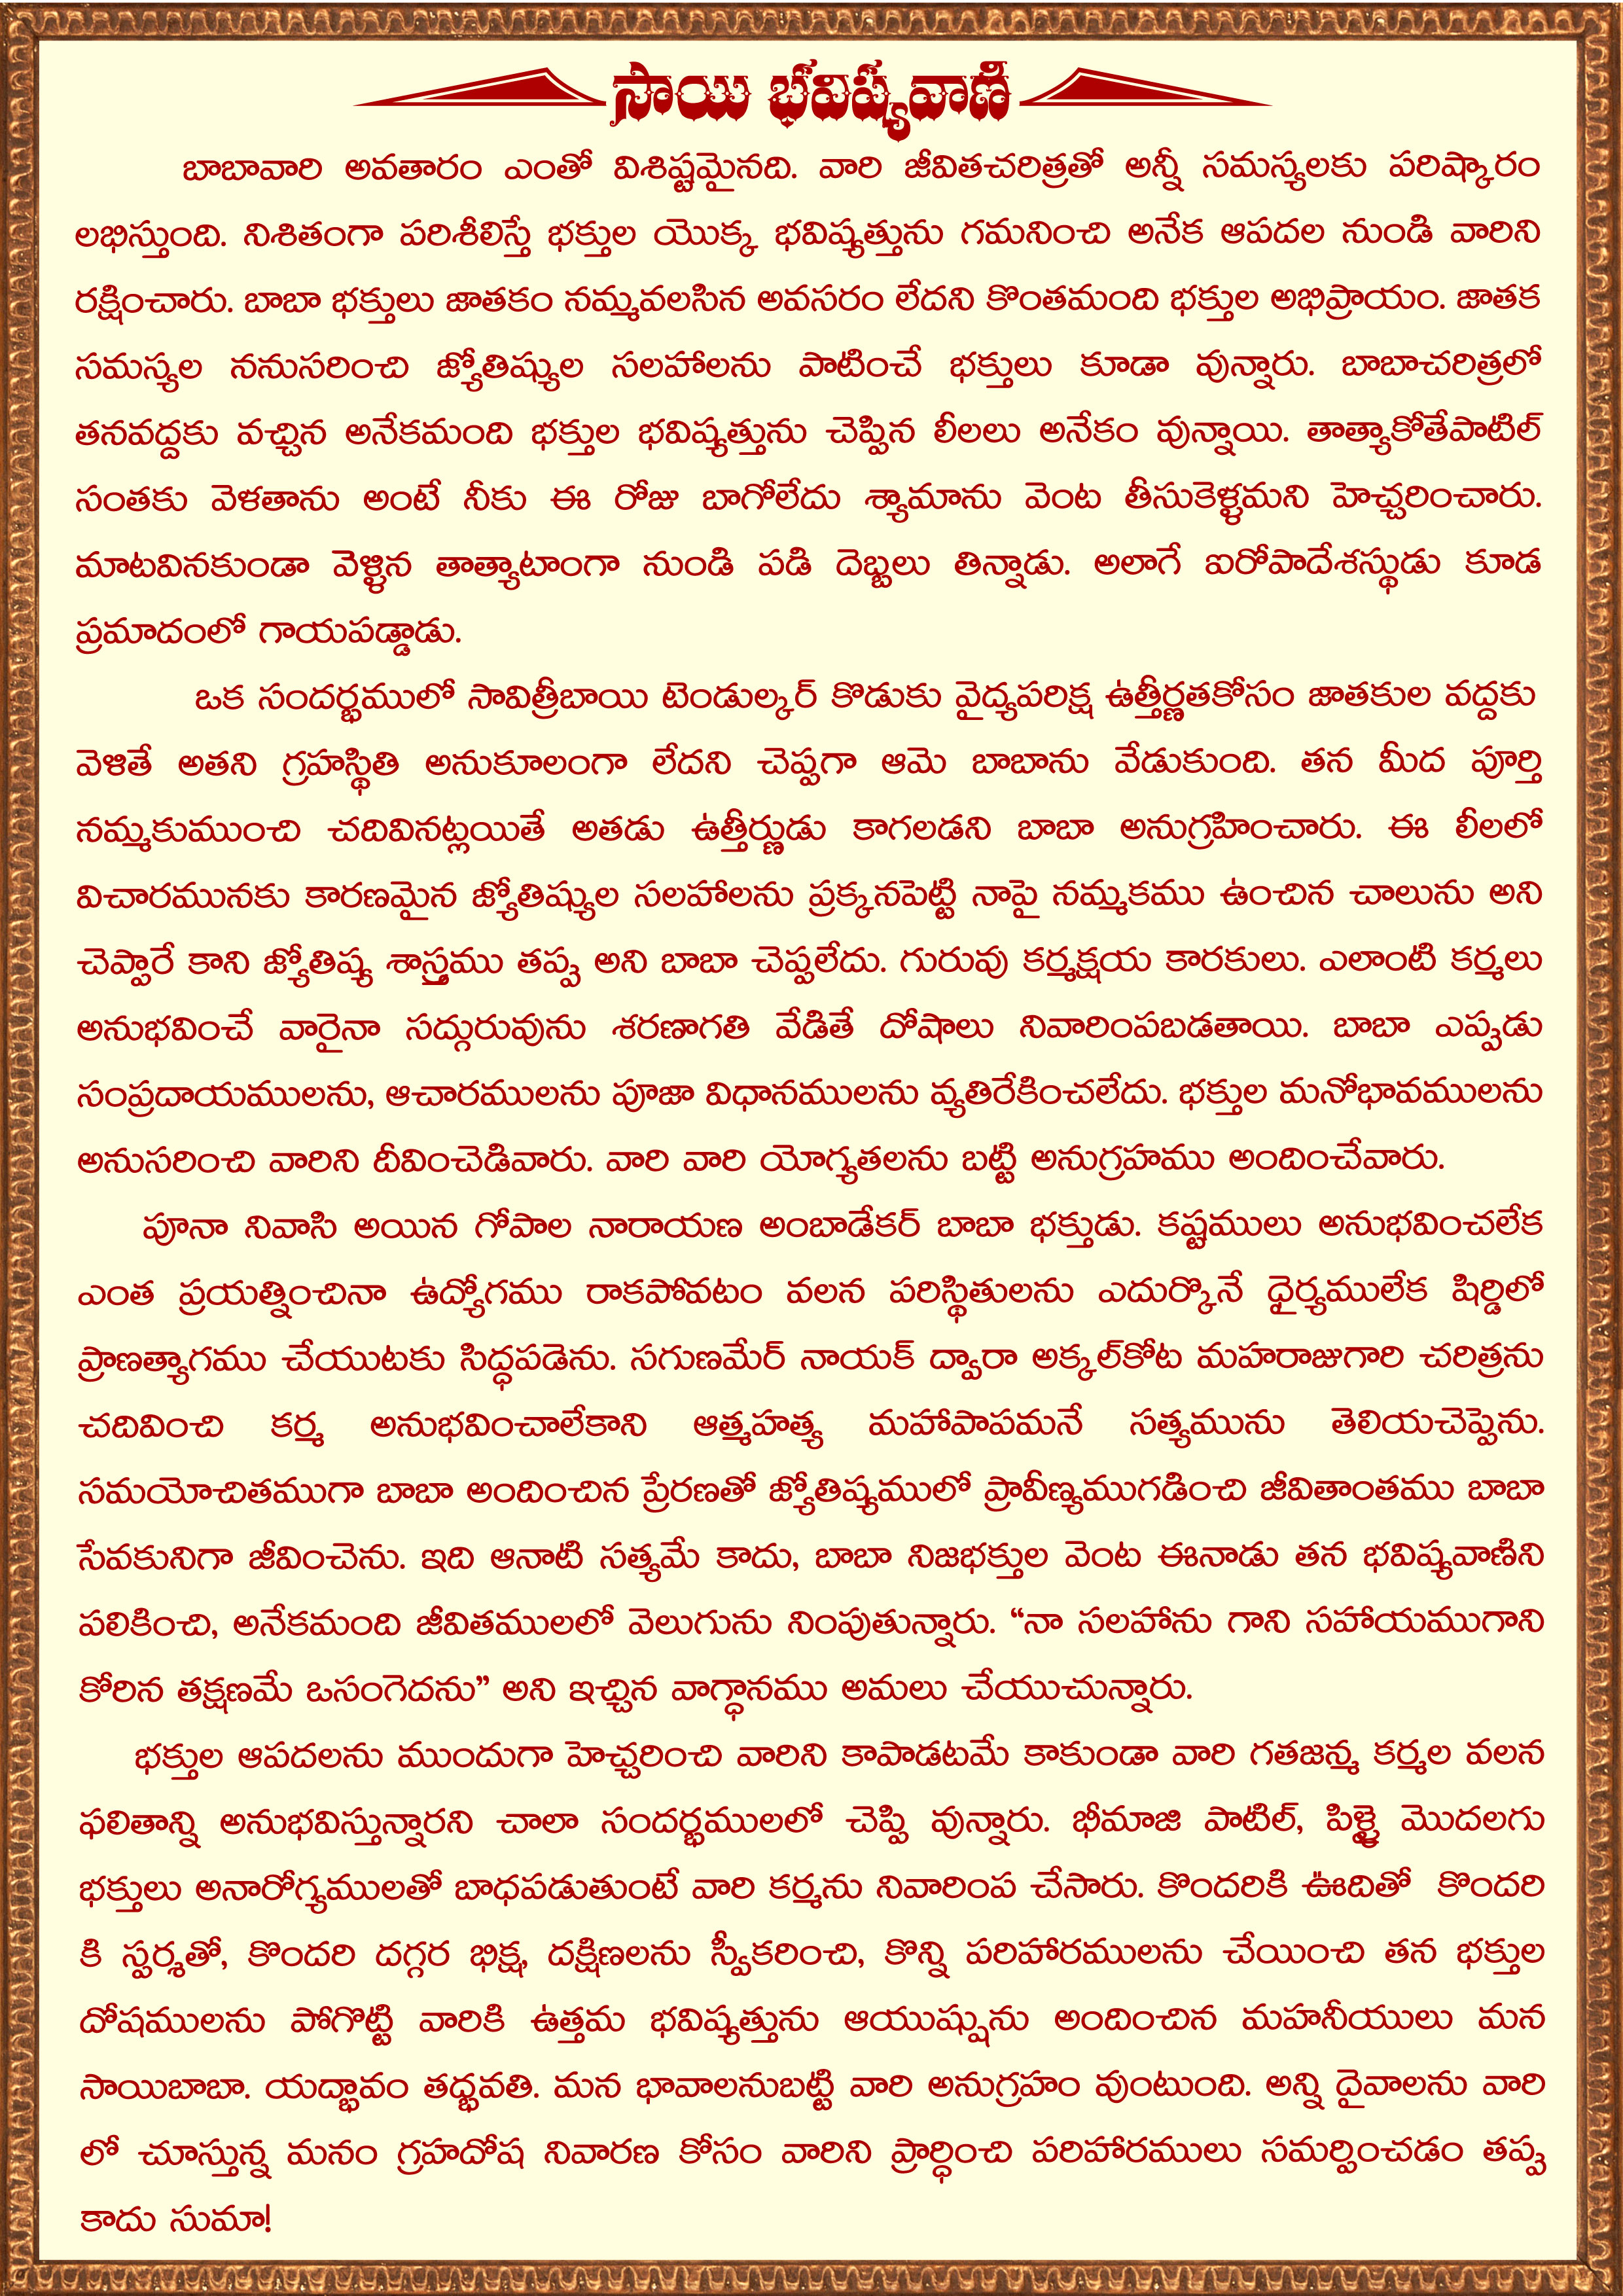 సాయి భవిష్యవాణి
బాబావారి అవతారం ఎంతో విశిష్టమైనది. వారి జీవితచరిత్రతో అన్నీ సమస్యలకు పరిష్కారం
లభిస్తుంది. నిశితంగా పరిశీలిస్తే భక్తుల యొక్క భవిష్యత్తును గమనించి అనేక ఆపదల నుండి వారిని
రక్షించారు. బాబా భక్తులు జాతకం నమ్మవలసిన అవసరం లేదని కొంతమంది భక్తుల అభిప్రాయం. జాతక
సమస్యల ననుసరించి జ్యోతిష్యుల సలహాలను పాటించే భక్తులు కూడా వున్నారు. బాబాచరిత్రలో
తనవద్దకు వచ్చిన అనేకమంది భక్తుల భవిష్యత్తును చెప్పిన లీలలు అనేకం వున్నాయి. తాత్యాకోతేపాటిల్
సంతకు వెళతాను అంటే నీకు ఈ రోజు బాగోలేదు శ్యామాను వెంట తీసుకెళ్ళమని హెచ్చరించారు.
మాటవినకుండా వెళ్ళిన తాత్యాటాంగా నుండి పడి దెబ్బలు తిన్నాడు. అలాగే ఐరోపాదేశస్థుడు కూడ
ప్రమాదంలో గాయపడ్డాడు.
ఒక సందర్భములో సావిత్రీబాయి టెండుల్కర్ కొడుకు వైద్యపరిక్ష ఉత్తీర్ణతకోసం జాతకుల వద్దకు
వెళితే అతని గ్రహస్థితి అనుకూలంగా లేదని చెప్పగా ఆమె బాబాను వేడుకుంది. తన మీద పూర్తి
నమ్మకుముంచి చదివినట్లయితే అతడు ఉత్తీర్ణుడు కాగలడని బాబా అనుగ్రహించారు. ఈ లీలలో
విచారమునకు కారణమైన జ్యోతిష్యుల సలహాలను ప్రక్కనపెట్టి నాపై నమ్మకము ఉంచిన చాలును అని
చెప్పారే కాని జ్యోతిష్య శాస్త్రము తప్పు అని బాబా చెప్పలేదు. గురువు కర్మక్షయ కారకులు. ఎలాంటి కర్మలు
అనుభవించే వారైనా సద్గురువును శరణాగతి వేడితే దోషాలు నివారింపబడతాయి. బాబా ఎప్పుడు
సంప్రదాయములను, ఆచారములను పూజా విధానములను వ్యతిరేకించలేదు. భక్తుల మనోభావములను
అనుసరించి వారిని దీవించెడివారు. వారి వారి యోగ్యతలను బట్టి అనుగ్రహము అందించేవారు.
పూనా నివాసి అయిన గోపాల నారాయణ అంబాడేకర్ బాబా భక్తుడు. కష్టములు అనుభవించలేక
ఎంత ప్రయత్నించినా ఉద్యోగము రాకపోవటం వలన పరిస్థితులను ఎదుర్కొనే ధైర్యములేక షిర్డిలో
ప్రాణత్యాగము చేయుటకు సిద్ధపడెను. సగుణమేర్ నాయక్ ద్వారా అక్కల్‌కోట మహరాజుగారి చరిత్రను
చదివించి కర్మ అనుభవించాలేకాని ఆత్మహత్య మహాపాపమనే సత్యమును తెలియచెప్పెను.
సమయోచితముగా బాబా అందించిన ప్రేరణతో జ్యోతిష్యములో ప్రావీణ్యముగడించి జీవితాంతము బాబా
సేవకునిగా జీవించెను. ఇది ఆనాటి సత్యమే కాదు, బాబా నిజభక్తుల వెంట ఈనాడు తన భవిష్యవాణిని
పలికించి, అనేకమంది జీవితములలో వెలుగును నింపుతున్నారు. “నా సలహాను గాని సహాయముగాని
కోరిన తక్షణమే ఒసంగెదను” అని ఇచ్చిన వాగ్ధానము అమలు చేయుచున్నారు.
భక్తుల ఆపదలను ముందుగా హెచ్చరించి వారిని కాపాడటమే కాకుండా వారి గతజన్మ కర్మల వలన
ఫలితాన్ని అనుభవిస్తున్నారని చాలా సందర్భములలో చెప్పి వున్నారు. భీమాజి పాటిల్, పిళ్ళై మొదలగు
భక్తులు అనారోగ్యములతో బాధపడుతుంటే వారి కర్మను నివారింప చేసారు. కొందరికి ఊదితో కొందరి
కి స్పర్శతో, కొందరి దగ్గర భిక్ష, దక్షిణలను స్వీకరించి, కొన్ని పరిహారములను చేయించి తన భక్తుల
దోషములను పోగొట్టి వారికి ఉత్తమ భవిష్యత్తును ఆయుష్షును అందించిన మహనీయులు మన
సాయిబాబా. యద్భావం తద్భవతి. మన భావాలనుబట్టి వారి అనుగ్రహం వుంటుంది. అన్ని దైవాలను వారి
లో చూస్తున్న మనం గ్రహదోష నివారణ కోసం వారిని ప్రార్ధించి పరిహారములు సమర్పించడం తప్పు
కాదు సుమా!